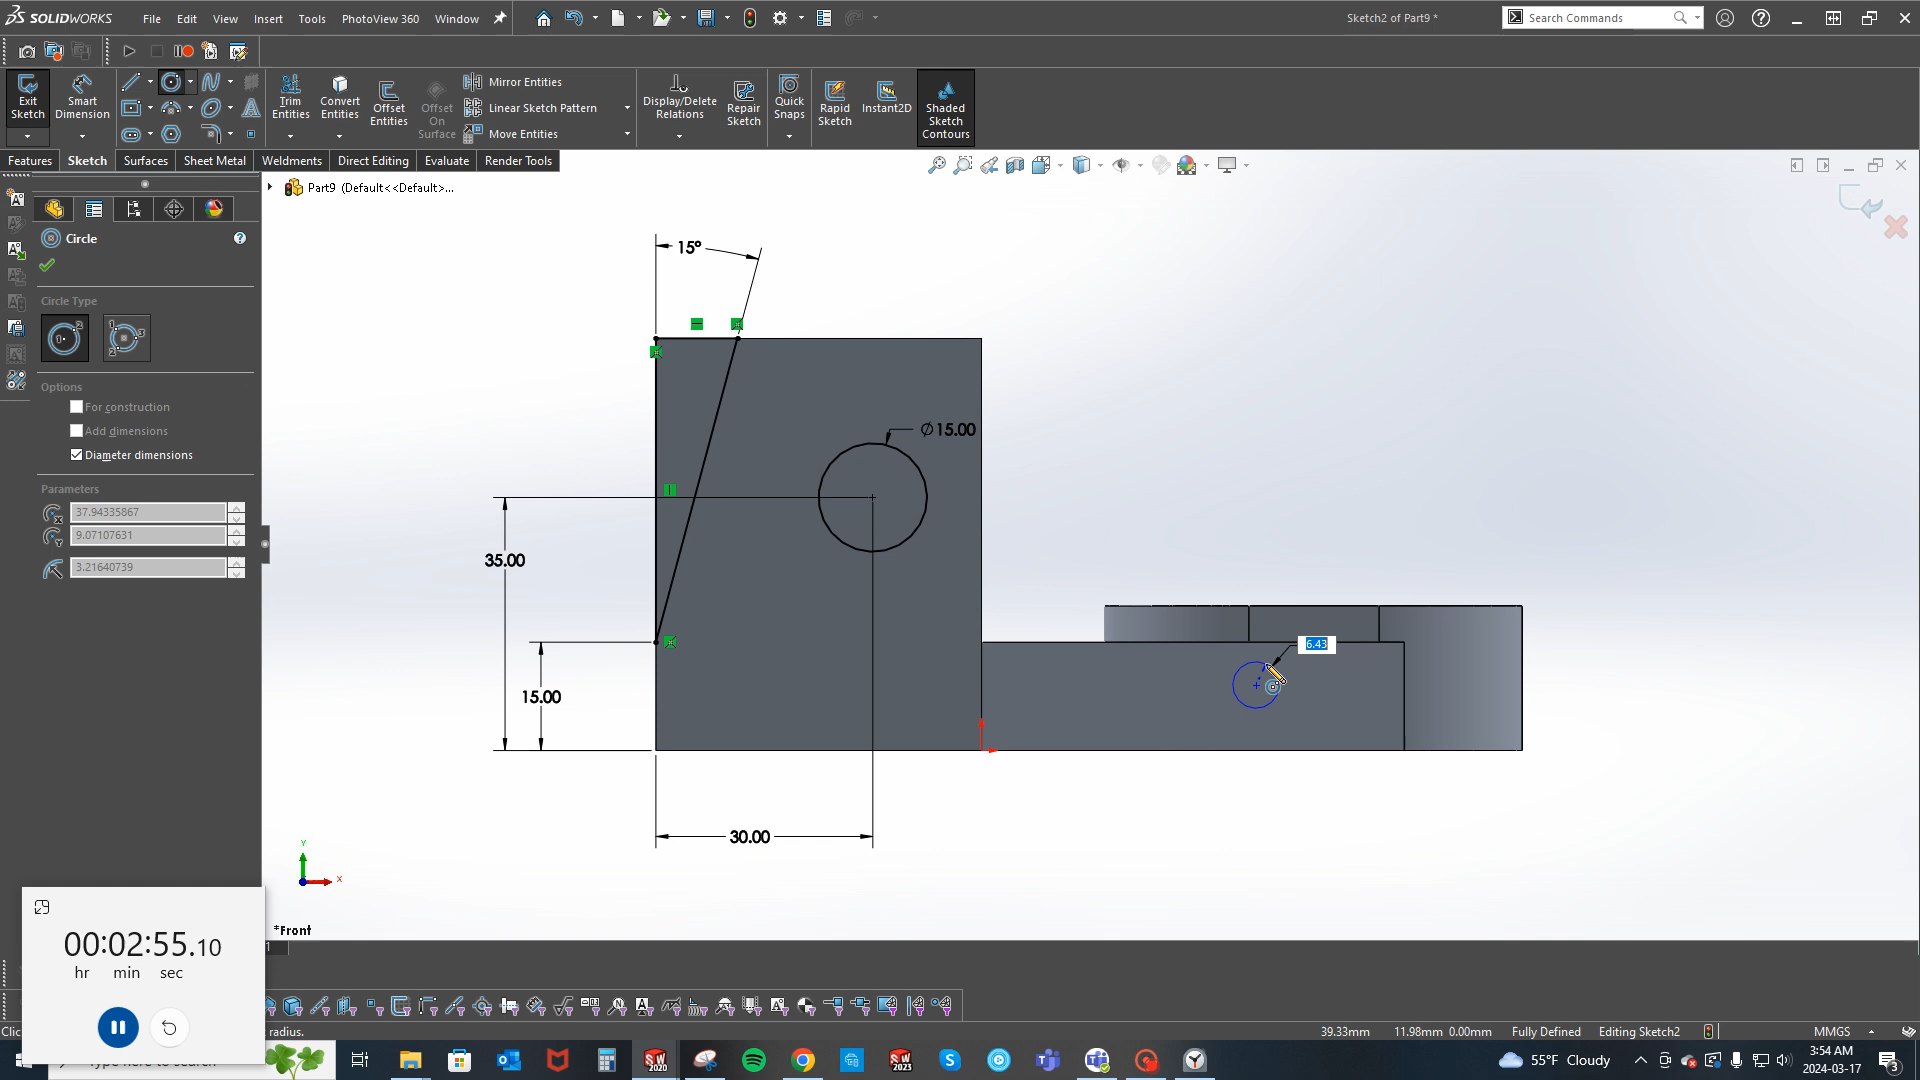 SOLIDWORKS
File Edit View Insert Tools PhotoView 360 Window
Sketch2 of Part9 *
Search Commands
Exit Sketch
Smart Dimension
Trim Entities
Convert Entities
Offset Entities
Offset On Surface
Mirror Entities
Linear Sketch Pattern
Move Entities
Display/Delete Relations
Repair Sketch
Quick Snaps
Rapid Sketch
Instant2D
Shaded Sketch Contours
Features Sketch Surfaces Sheet Metal Weldments Direct Editing Evaluate Render Tools
Part9 (Default<<Default>...
Circle
Circle Type
Options
For construction
Add dimensions
Diameter dimensions
Parameters
37.94335867
9.07107631
3.21640739
15°
Ø15.00
35.00
15.00
30.00
6.43
Y
X
*Front
00:02:55.10
hr min sec
1
Clic
radius.
39.33mm 11.98mm 0.00mm Fully Defined Editing Sketch2 MMGS
55°F Cloudy
3:54 AM
2024-03-17
3